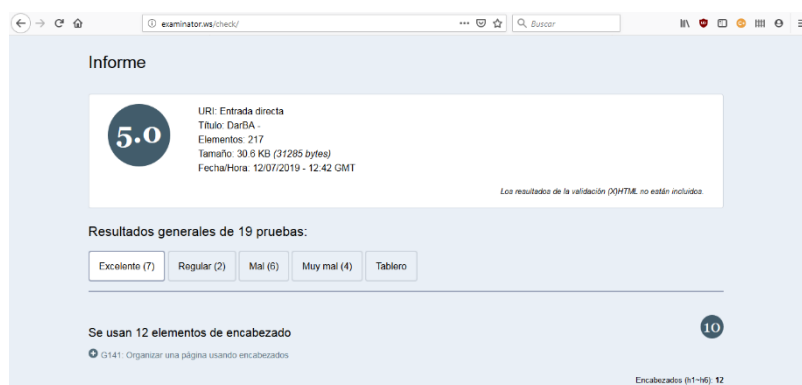 examinator.ws/check/
Buscar
Informe
5.0
URI: Entrada directa
Título: DarBA -
Elementos: 217
Tamaño: 30.6 KB (31285 bytes)
Fecha/Hora: 12/07/2019 - 12:42 GMT
Los resultados de la validación (X)HTML no están incluidos.
Resultados generales de 19 pruebas:
Excelente (7) Regular (2) Mal (6) Muy mal (4) Tablero
Se usan 12 elementos de encabezado
10
G141: Organizar una página usando encabezados
Encabezados (h1~h6): 12